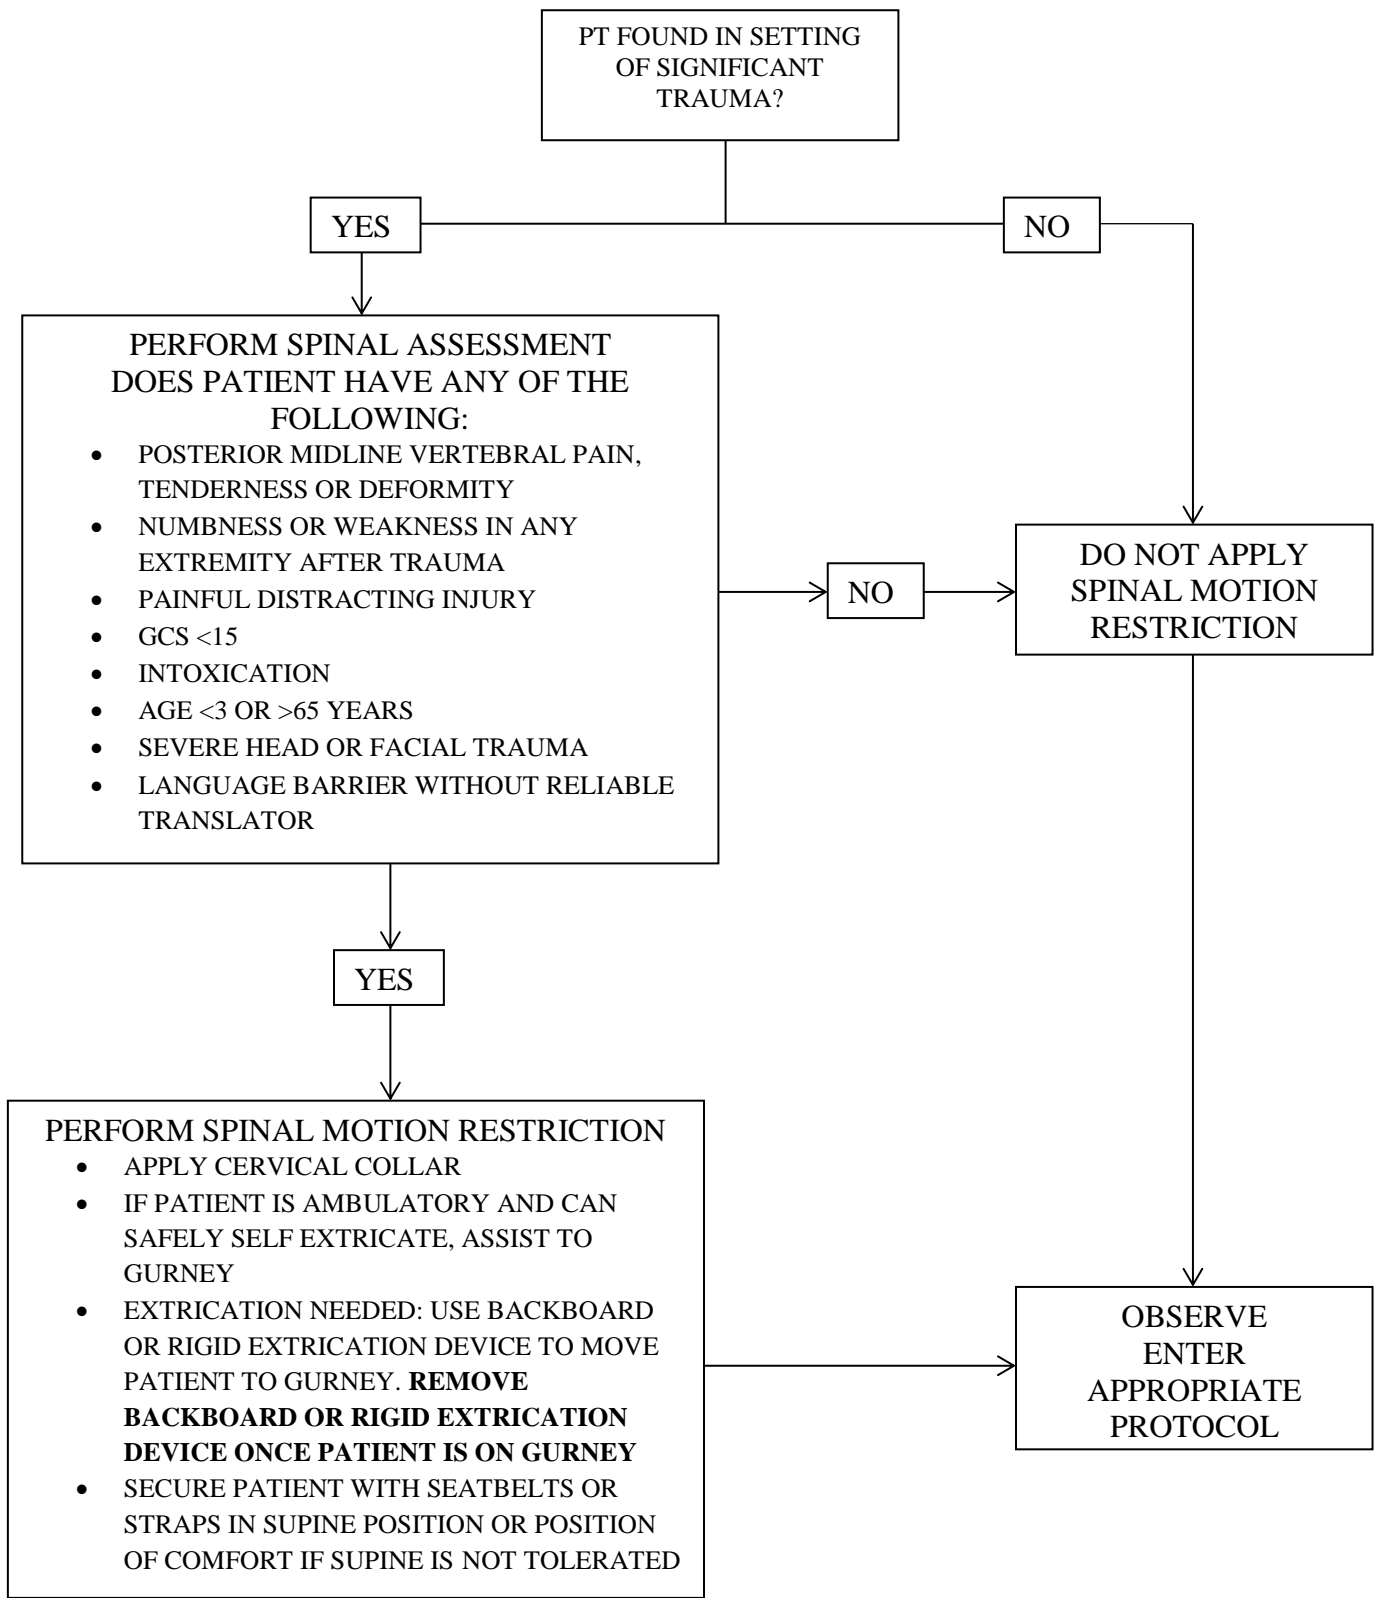 PT FOUND IN SETTING
OF SIGNIFICANT
TRAUMA?
YES
NO
PERFORM SPINAL ASSESSMENT
DOES PATIENT HAVE ANY OF THE
FOLLOWING:
• POSTERIOR MIDLINE VERTEBRAL PAIN,
TENDERNESS OR DEFORMITY
• NUMBNESS OR WEAKNESS IN ANY
EXTREMITY AFTER TRAUMA
• PAINFUL DISTRACTING INJURY
• GCS <15
• INTOXICATION
• AGE <3 OR >65 YEARS
• SEVERE HEAD OR FACIAL TRAUMA
• LANGUAGE BARRIER WITHOUT RELIABLE
TRANSLATOR
NO
DO NOT APPLY
SPINAL MOTION
RESTRICTION
YES
PERFORM SPINAL MOTION RESTRICTION
• APPLY CERVICAL COLLAR
• IF PATIENT IS AMBULATORY AND CAN
SAFELY SELF EXTRICATE, ASSIST TO
GURNEY
• EXTRICATION NEEDED: USE BACKBOARD
OR RIGID EXTRICATION DEVICE TO MOVE
PATIENT TO GURNEY. REMOVE
BACKBOARD OR RIGID EXTRICATION
DEVICE ONCE PATIENT IS ON GURNEY
• SECURE PATIENT WITH SEATBELTS OR
STRAPS IN SUPINE POSITION OR POSITION
OF COMFORT IF SUPINE IS NOT TOLERATED
OBSERVE
ENTER
APPROPRIATE
PROTOCOL